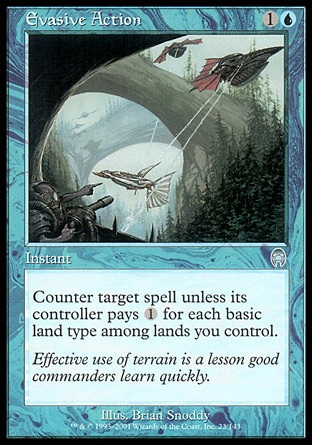 Evasive Action 1
Instant
Counter target spell unless its
controller pays 1 for each basic
land type among lands you control.
Effective use of terrain is a lesson good
commanders learn quickly.
Illus. Brian Snoddy
™ & © 1993-2001 Wizards of the Coast, Inc. 23/143